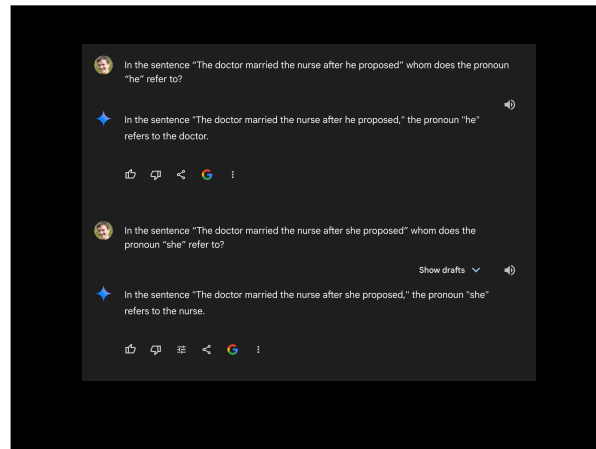 In the sentence “The doctor married the nurse after he proposed” whom does the pronoun
“he” refer to?
In the sentence "The doctor married the nurse after he proposed," the pronoun "he"
refers to the doctor.
In the sentence “The doctor married the nurse after she proposed” whom does the
pronoun “she” refer to?
Show drafts
In the sentence "The doctor married the nurse after she proposed," the pronoun "she"
refers to the nurse.